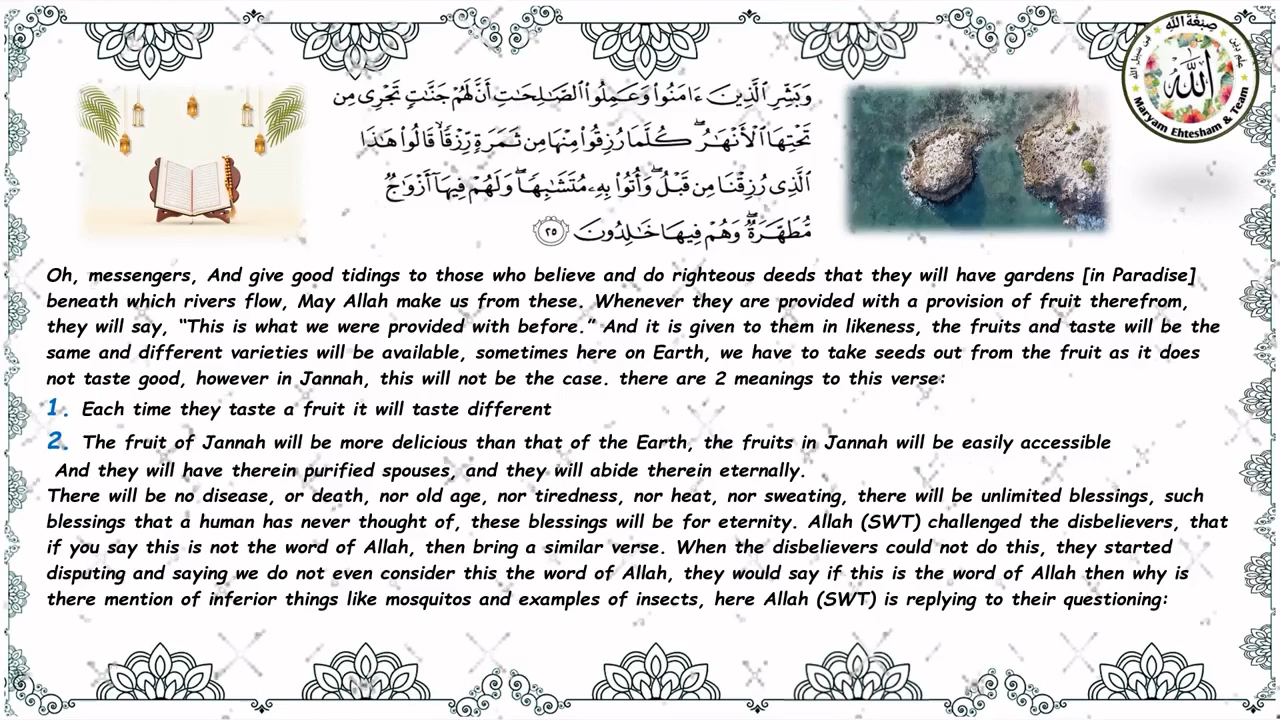 وَبَشِّرِ ٱلَّذِينَ ءَامَنُوا۟ وَعَمِلُوا۟ ٱلصَّـٰلِحَـٰتِ أَنَّ لَهُمْ جَنَّـٰتٍ تَجْرِى مِن
تَحْتِهَا ٱلْأَنْهَـٰرُ ۖ كُلَّمَا رُزِقُوا۟ مِنْهَا مِن ثَمَرَةٍ رِّزْقًا ۙ قَالُوا۟ هَـٰذَا
ٱلَّذِى رُزِقْنَا مِن قَبْلُ ۖ وَأُتُوا۟ بِهِۦ مُتَشَـٰبِهًا ۖ وَلَهُمْ فِيهَآ أَزْوَٰجٌ
مُّطَهَّرَةٌ ۖ وَهُمْ فِيهَا خَـٰلِدُونَ ٢٥
صِبْغَةَ اللَّهِ
اللّٰه
Maryam Ehtesham & Team
Oh, messengers, And give good tidings to those who believe and do righteous deeds that they will have gardens [in Paradise]
beneath which rivers flow, May Allah make us from these. Whenever they are provided with a provision of fruit therefrom,
they will say, “This is what we were provided with before.” And it is given to them in likeness, the fruits and taste will be the
same and different varieties will be available, sometimes here on Earth, we have to take seeds out from the fruit as it does
not taste good, however in Jannah, this will not be the case. there are 2 meanings to this verse:
1. Each time they taste a fruit it will taste different
2. The fruit of Jannah will be more delicious than that of the Earth, the fruits in Jannah will be easily accessible
And they will have therein purified spouses, and they will abide therein eternally.
There will be no disease, or death, nor old age, nor tiredness, nor heat, nor sweating, there will be unlimited blessings, such
blessings that a human has never thought of, these blessings will be for eternity. Allah (SWT) challenged the disbelievers, that
if you say this is not the word of Allah, then bring a similar verse. When the disbelievers could not do this, they started
disputing and saying we do not even consider this the word of Allah, they would say if this is the word of Allah then why is
there mention of inferior things like mosquitos and examples of insects, here Allah (SWT) is replying to their questioning: